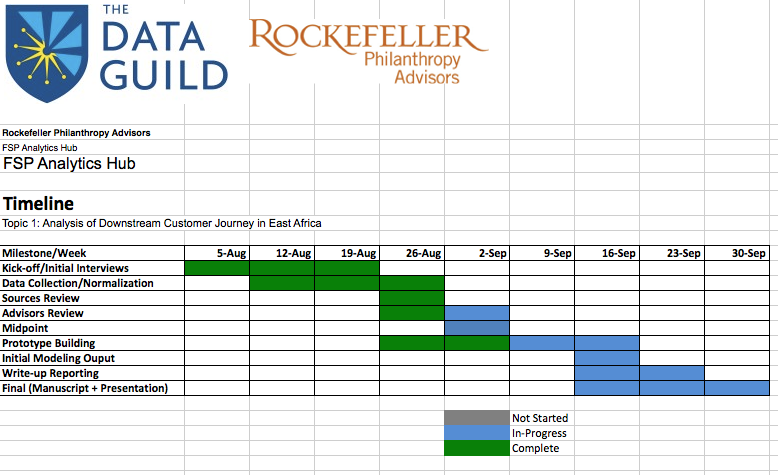 THE
DATA
GUILD
ROCKEFELLER
Philanthropy
Advisors
Rockefeller Philanthropy Advisors
FSP Analytics Hub
FSP Analytics Hub
Timeline
Topic 1: Analysis of Downstream Customer Journey in East Africa
Milestone/Week 5-Aug 12-Aug 19-Aug 26-Aug 2-Sep 9-Sep 16-Sep 23-Sep 30-Sep
Kick-off/Initial Interviews
Data Collection/Normalization
Sources Review
Advisors Review
Midpoint
Prototype Building
Initial Modeling Ouput
Write-up Reporting
Final (Manuscript + Presentation)
Not Started
In-Progress
Complete